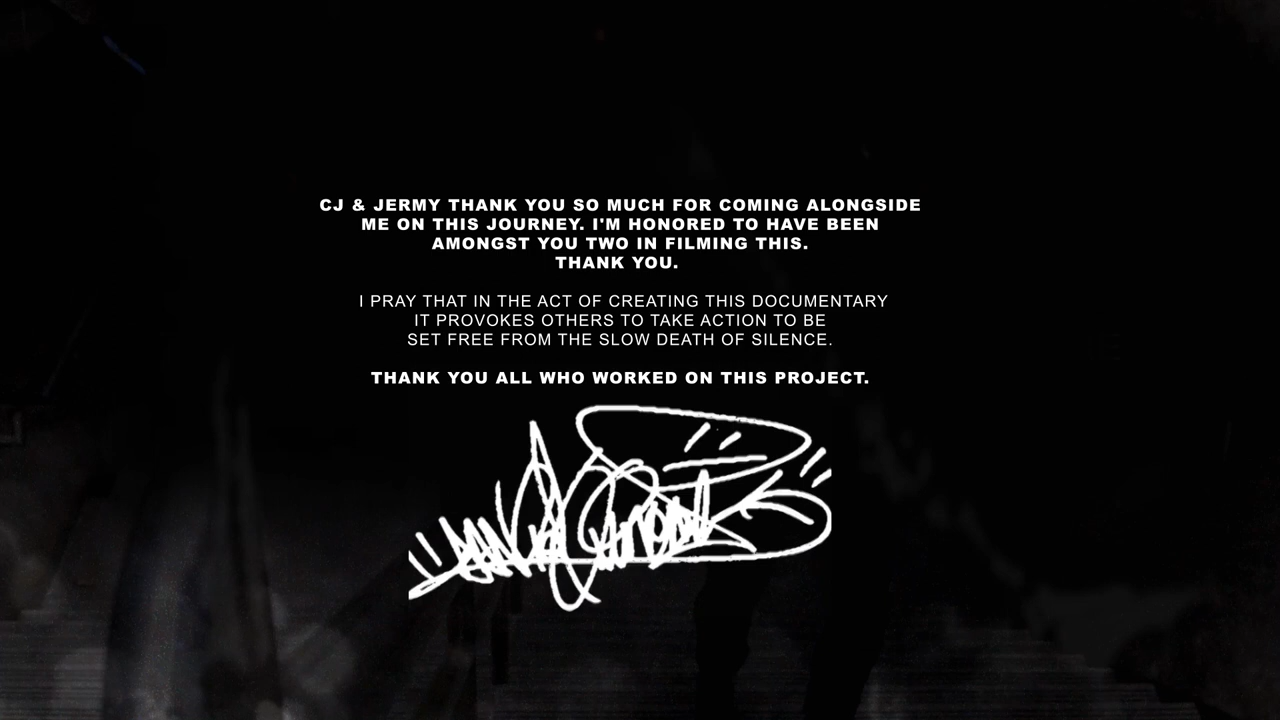 CJ & JERMY THANK YOU SO MUCH FOR COMING ALONGSIDE
ME ON THIS JOURNEY. I'M HONORED TO HAVE BEEN
AMONGST YOU TWO IN FILMING THIS.
THANK YOU.
I PRAY THAT IN THE ACT OF CREATING THIS DOCUMENTARY
IT PROVOKES OTHERS TO TAKE ACTION TO BE
SET FREE FROM THE SLOW DEATH OF SILENCE.
THANK YOU ALL WHO WORKED ON THIS PROJECT.